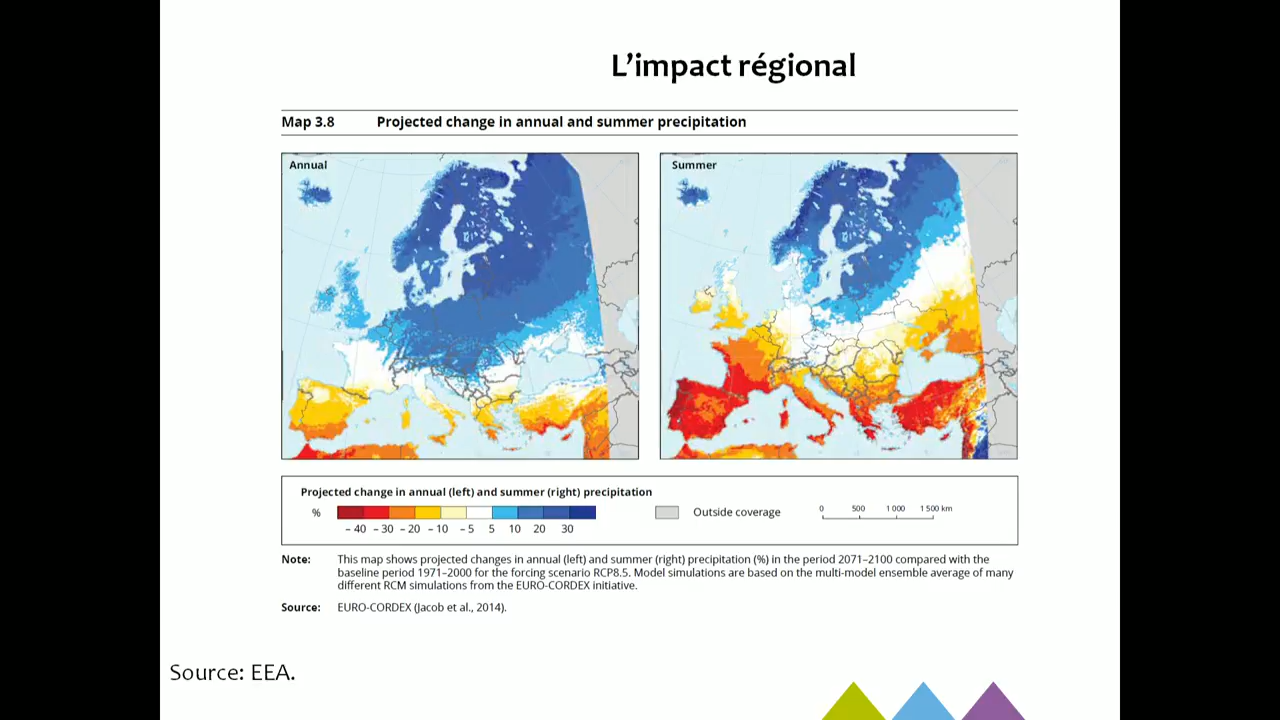 L'impact régional
Map 3.8 Projected change in annual and summer precipitation
Annual
Summer
Projected change in annual (left) and summer (right) precipitation
%
– 40 – 30 – 20 – 10 – 5 5 10 20 30
Outside coverage
0 500 1 000 1 500 km
Note: This map shows projected changes in annual (left) and summer (right) precipitation (%) in the period 2071–2100 compared with the
baseline period 1971–2000 for the forcing scenario RCP8.5. Model simulations are based on the multi-model ensemble average of many
different RCM simulations from the EURO-CORDEX initiative.
Source: EURO-CORDEX (Jacob et al., 2014).
Source: EEA.